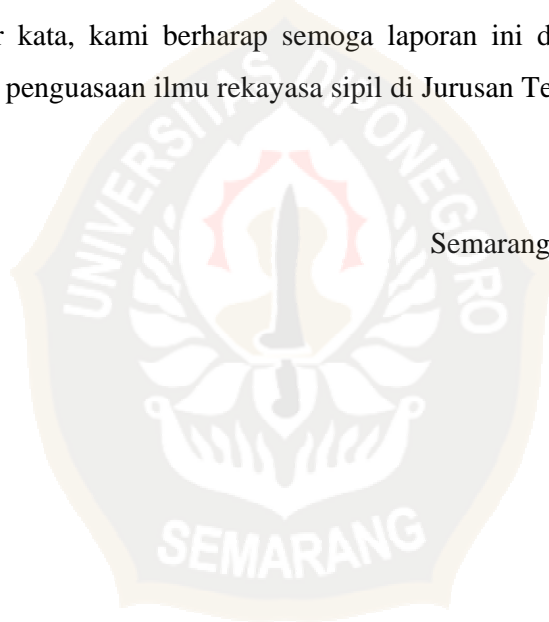 r kata, kami berharap semoga laporan ini d
penguasaan ilmu rekayasa sipil di Jurusan Te
Semarang
UNIVERSITAS DIPONEGORO
SEMARANG